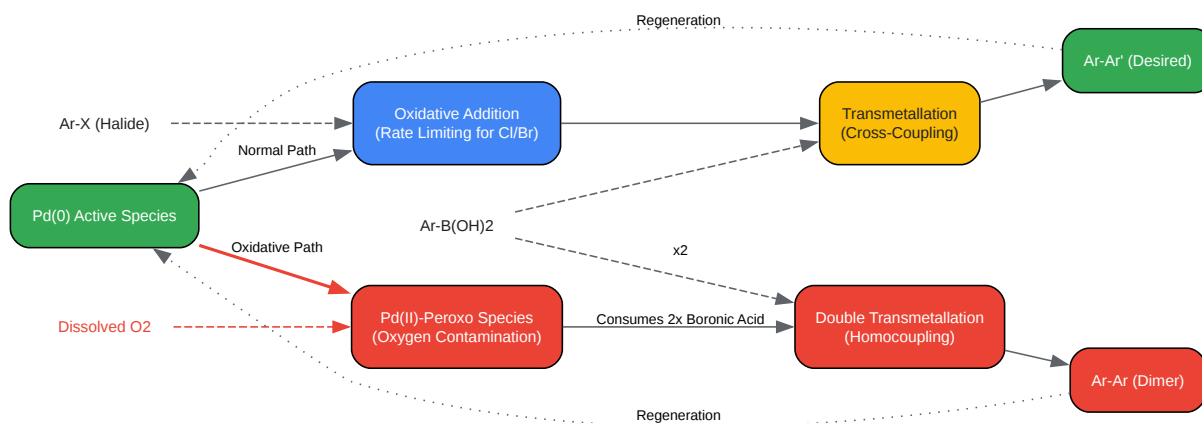 Regeneration
Ar-Ar' (Desired)
Ar-X (Halide)
Oxidative Addition
(Rate Limiting for Cl/Br)
Transmetallation
(Cross-Coupling)
Normal Path
Pd(0) Active Species
Ar-B(OH)2
Oxidative Path
x2
Dissolved O2
Pd(II)-Peroxo Species
(Oxygen Contamination)
Consumes 2x Boronic Acid
Double Transmetallation
(Homocoupling)
Ar-Ar (Dimer)
Regeneration